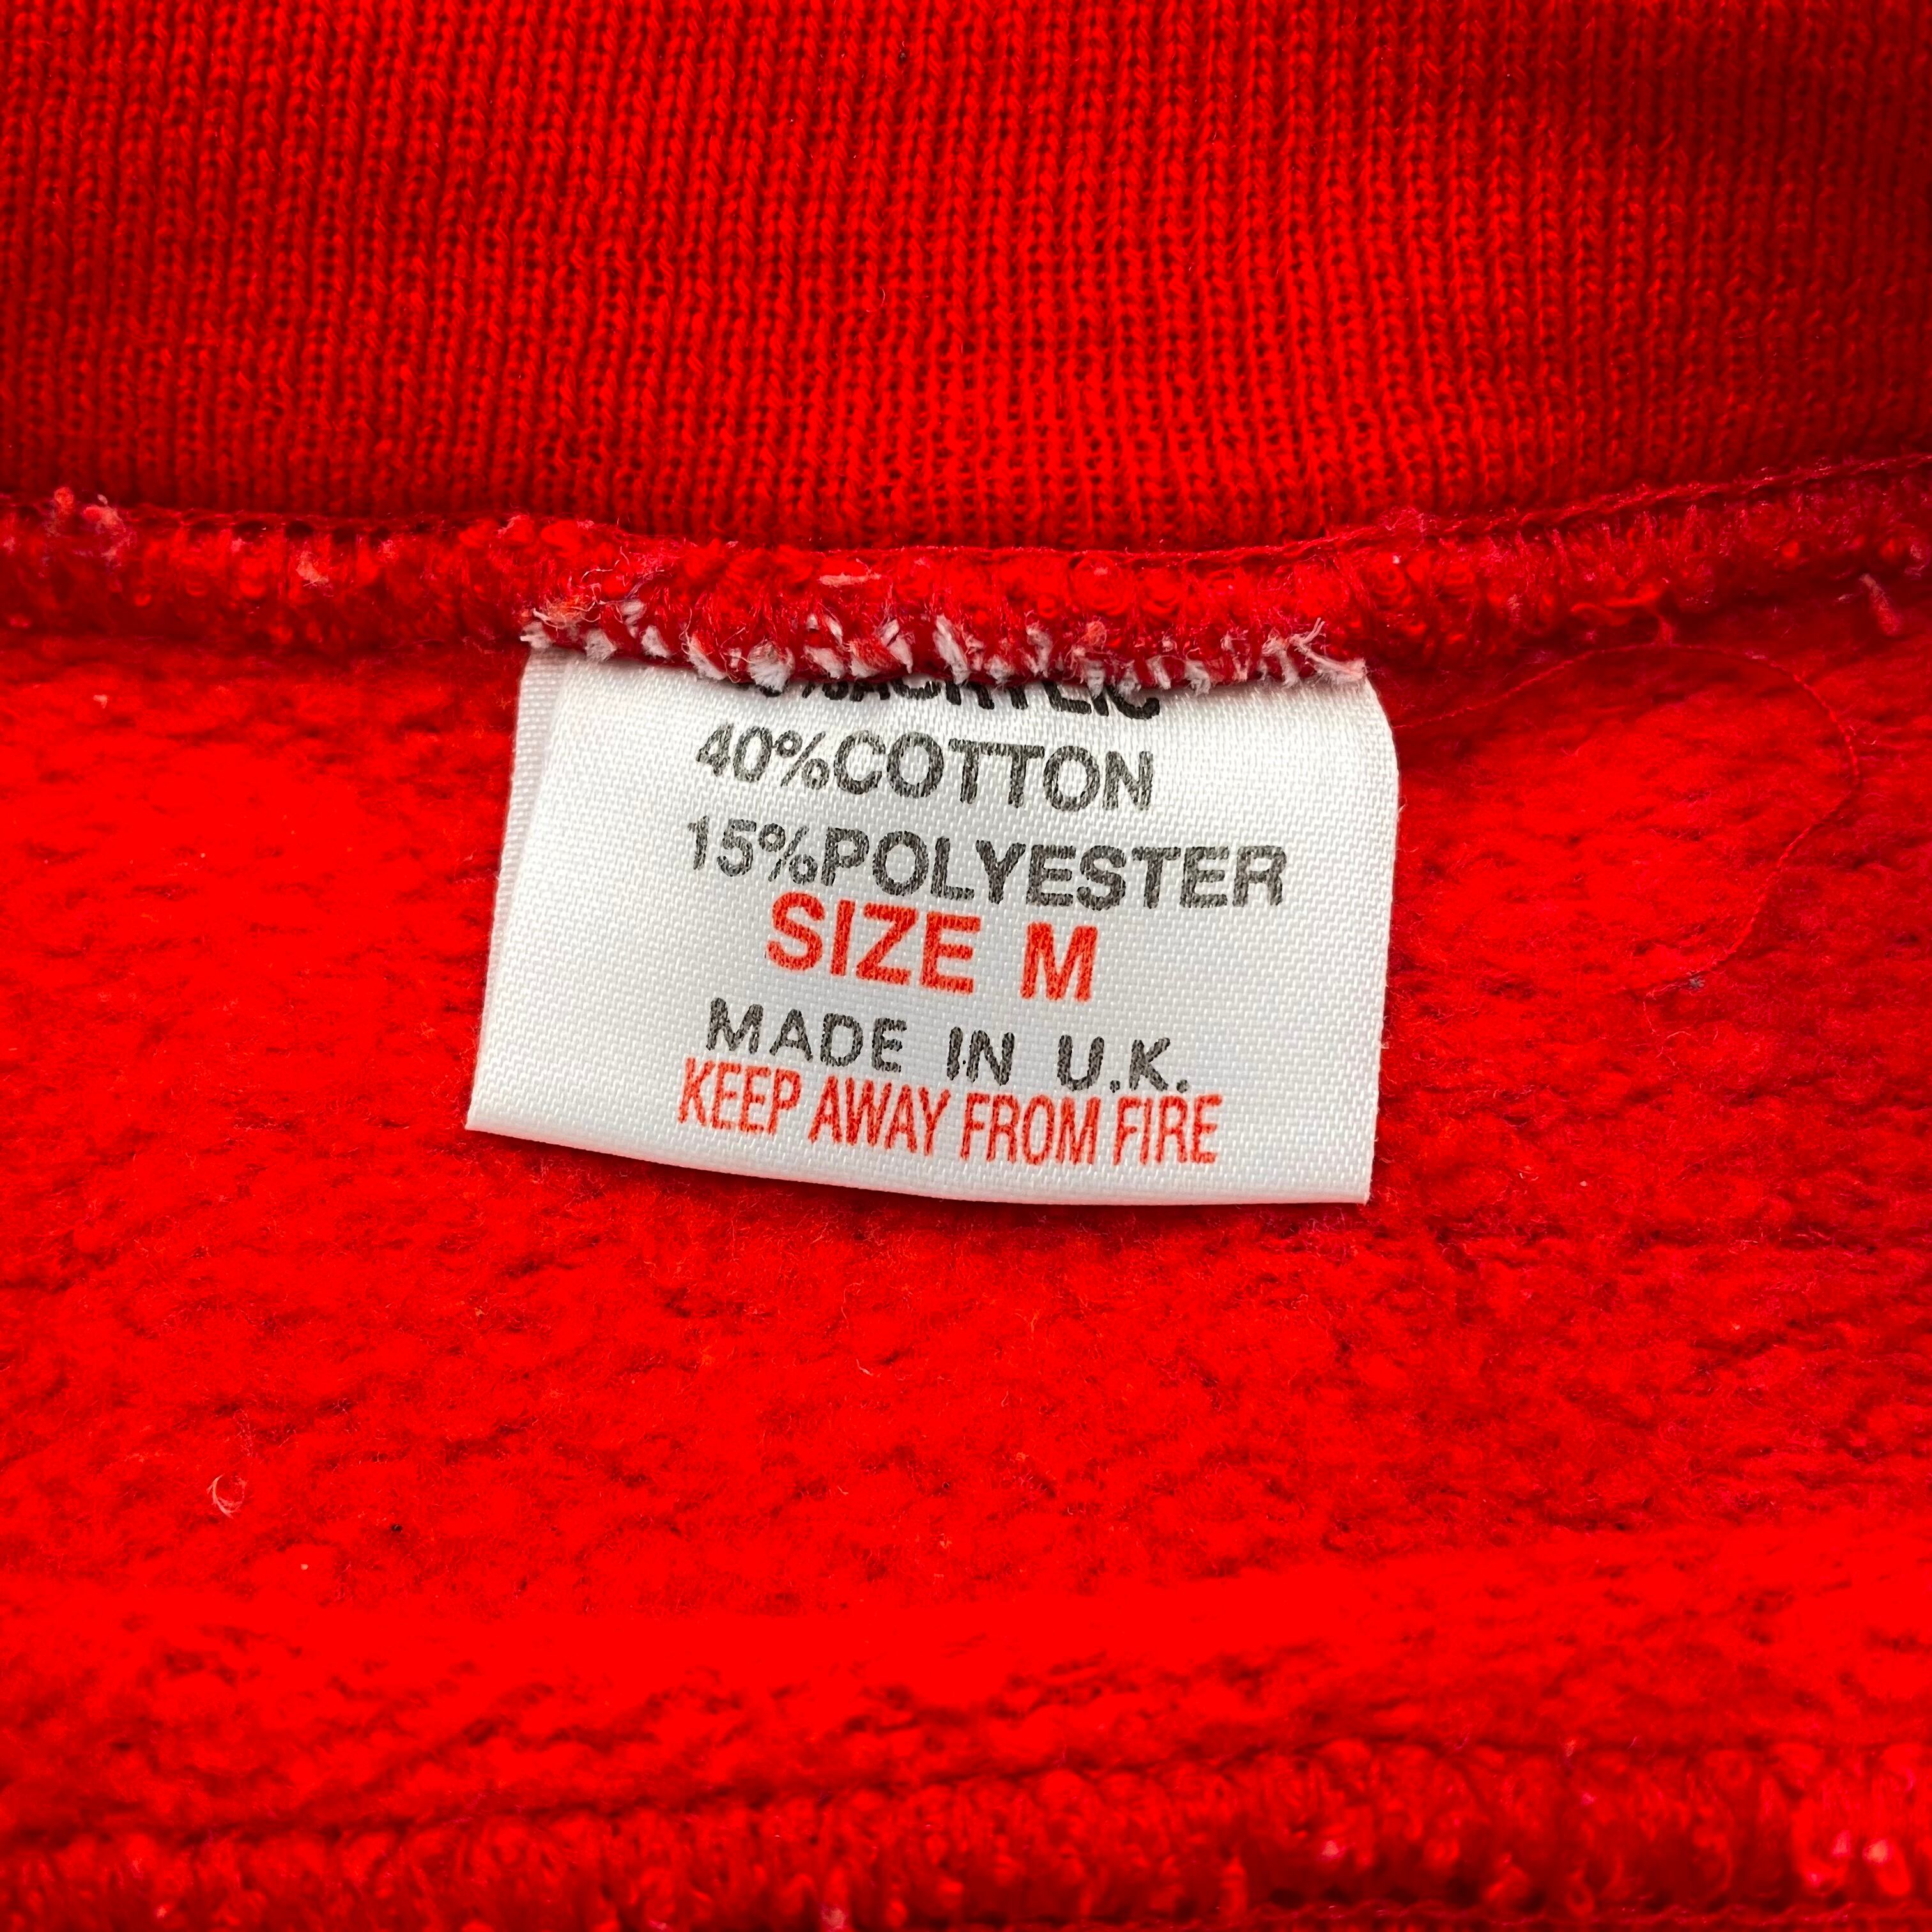 %ACRYLIC
40%COTTON
15%POLYESTER
SIZE M
MADE IN U.K.
KEEP AWAY FROM FIRE